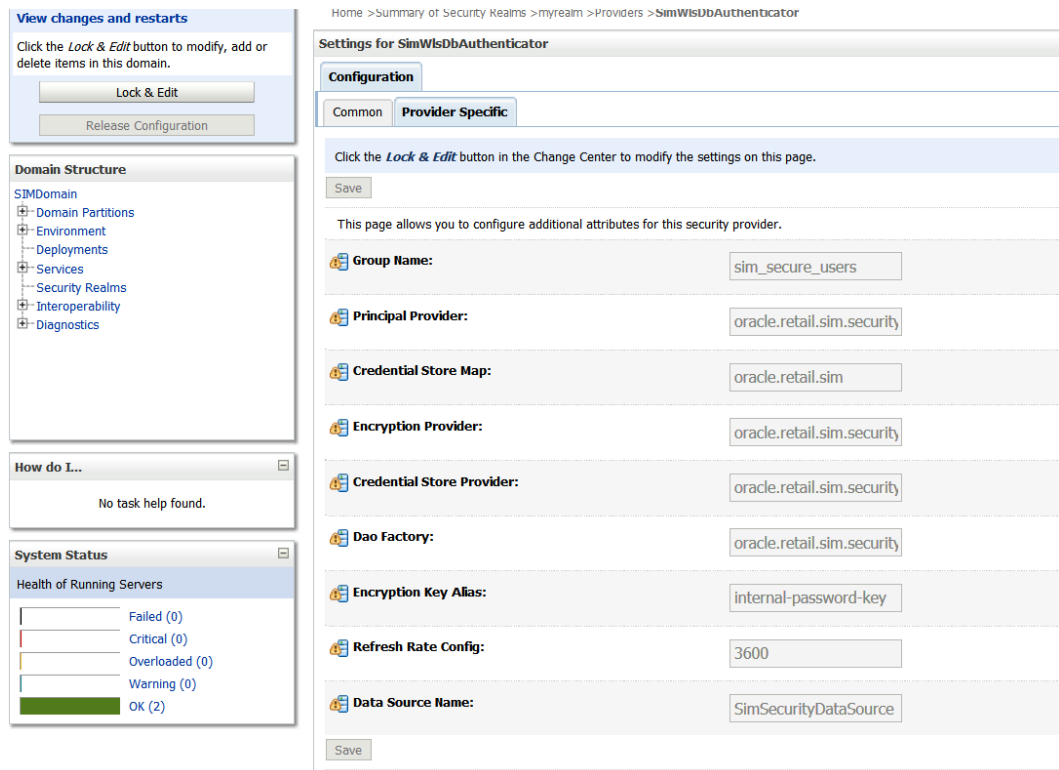 Home >Summary of Security Realms >myrealm >Providers >SimWlsDbAuthenticator
View changes and restarts
Click the Lock & Edit button to modify, add or
delete items in this domain.
Lock & Edit
Release Configuration
Domain Structure
SIMDomain
Domain Partitions
Environment
Deployments
Services
Security Realms
Interoperability
Diagnostics
How do I...
No task help found.
System Status
Health of Running Servers
Failed (0)
Critical (0)
Overloaded (0)
Warning (0)
OK (2)
Settings for SimWlsDbAuthenticator
Configuration
Common Provider Specific
Click the Lock & Edit button in the Change Center to modify the settings on this page.
Save
This page allows you to configure additional attributes for this security provider.
Group Name: sim_secure_users
Principal Provider: oracle.retail.sim.security
Credential Store Map: oracle.retail.sim
Encryption Provider: oracle.retail.sim.security
Credential Store Provider: oracle.retail.sim.security
Dao Factory: oracle.retail.sim.security
Encryption Key Alias: internal-password-key
Refresh Rate Config: 3600
Data Source Name: SimSecurityDataSource
Save